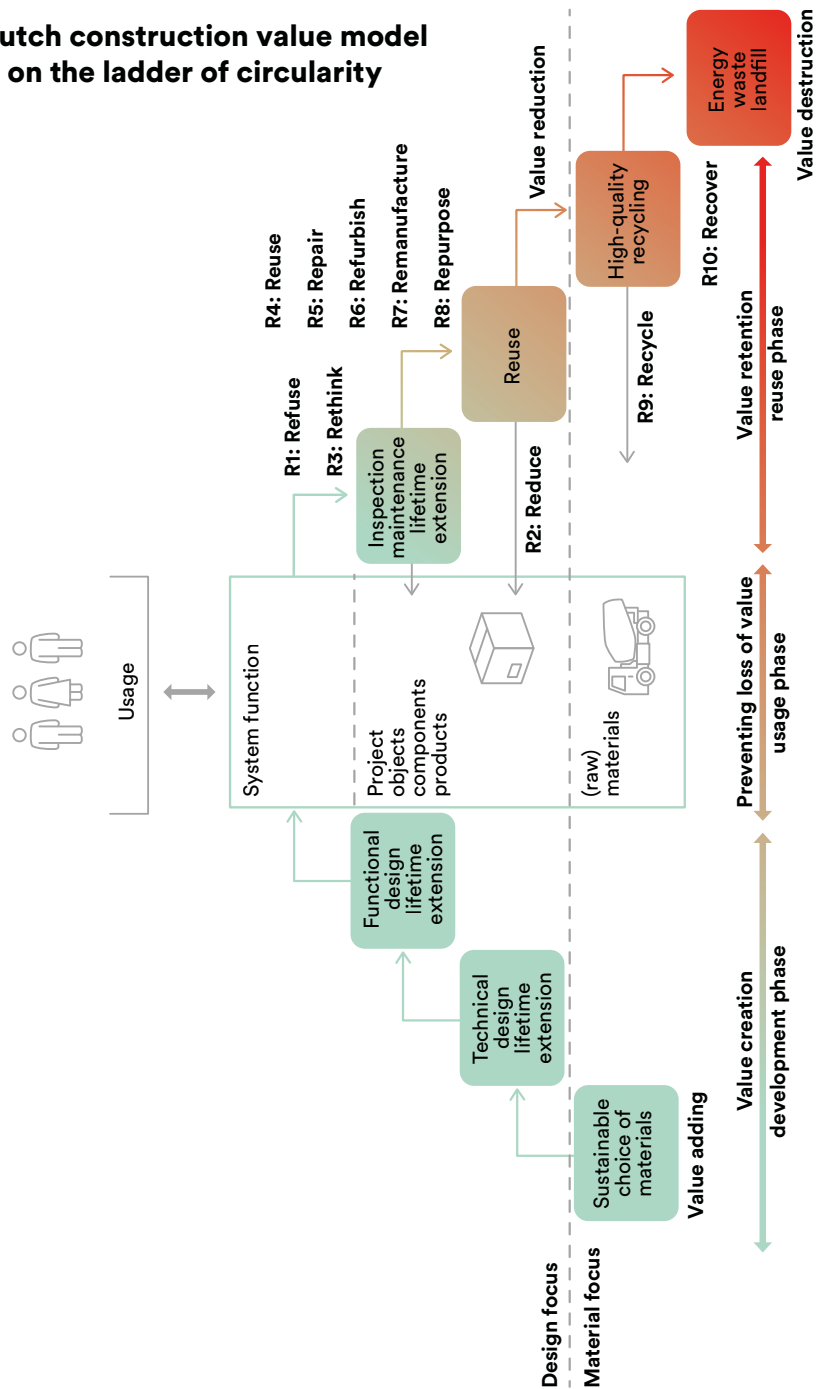 utch construction value model
on the ladder of circularity
Usage
System function
Project
objects
components
products
(raw)
materials
Sustainable
choice of
materials
Value adding
Technical
design
lifetime
extension
Functional
design
lifetime
extension
R1: Refuse
R3: Rethink
Inspection
maintenance
lifetime
extension
R4: Reuse
R5: Repair
R6: Refurbish
R7: Remanufacture
R8: Repurpose
Reuse
R2: Reduce
Value reduction
High-quality
recycling
R9: Recycle
R10: Recover
Energy
waste
landfill
Value destruction
Design focus
Material focus
Value creation
development phase
Preventing loss of value
usage phase
Value retention
reuse phase